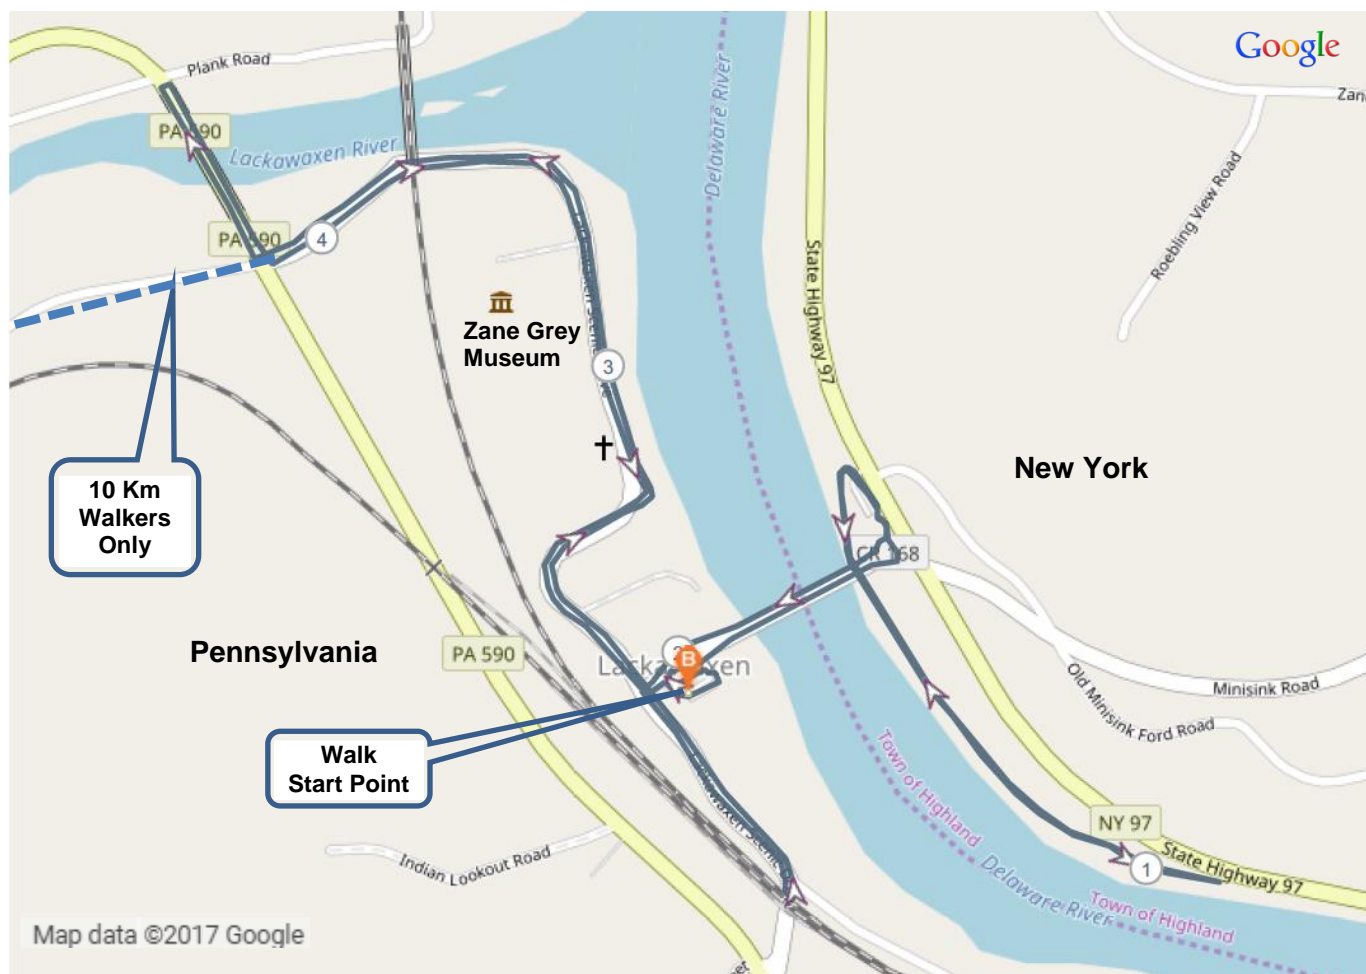 Google
Plank Road
PA 590
Lackawaxen River
Delaware River
Zan
Roebling View Road
PA 590
4
State Highway 97
Zane Grey
Museum
3
10 Km
Walkers
Only
New York
CR 168
Pennsylvania
PA 590
2
B
Lackawaxen
Minisink Road
Old Minisink Ford Road
Walk
Start Point
Town of Highland
NY 97
Indian Lookout Road
1
State Highway 97
Delaware River
Town of Highland
Map data ©2017 Google